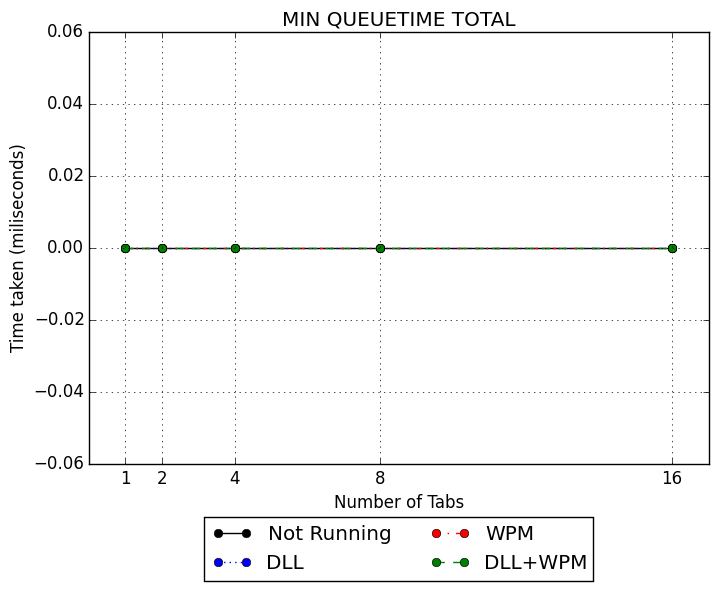 MIN QUEUETIME TOTAL
0.06
0.04
0.02
0.00
−0.02
−0.04
−0.06
Time taken (miliseconds)
1 2 4 8 16
Number of Tabs
Not Running WPM
DLL DLL+WPM